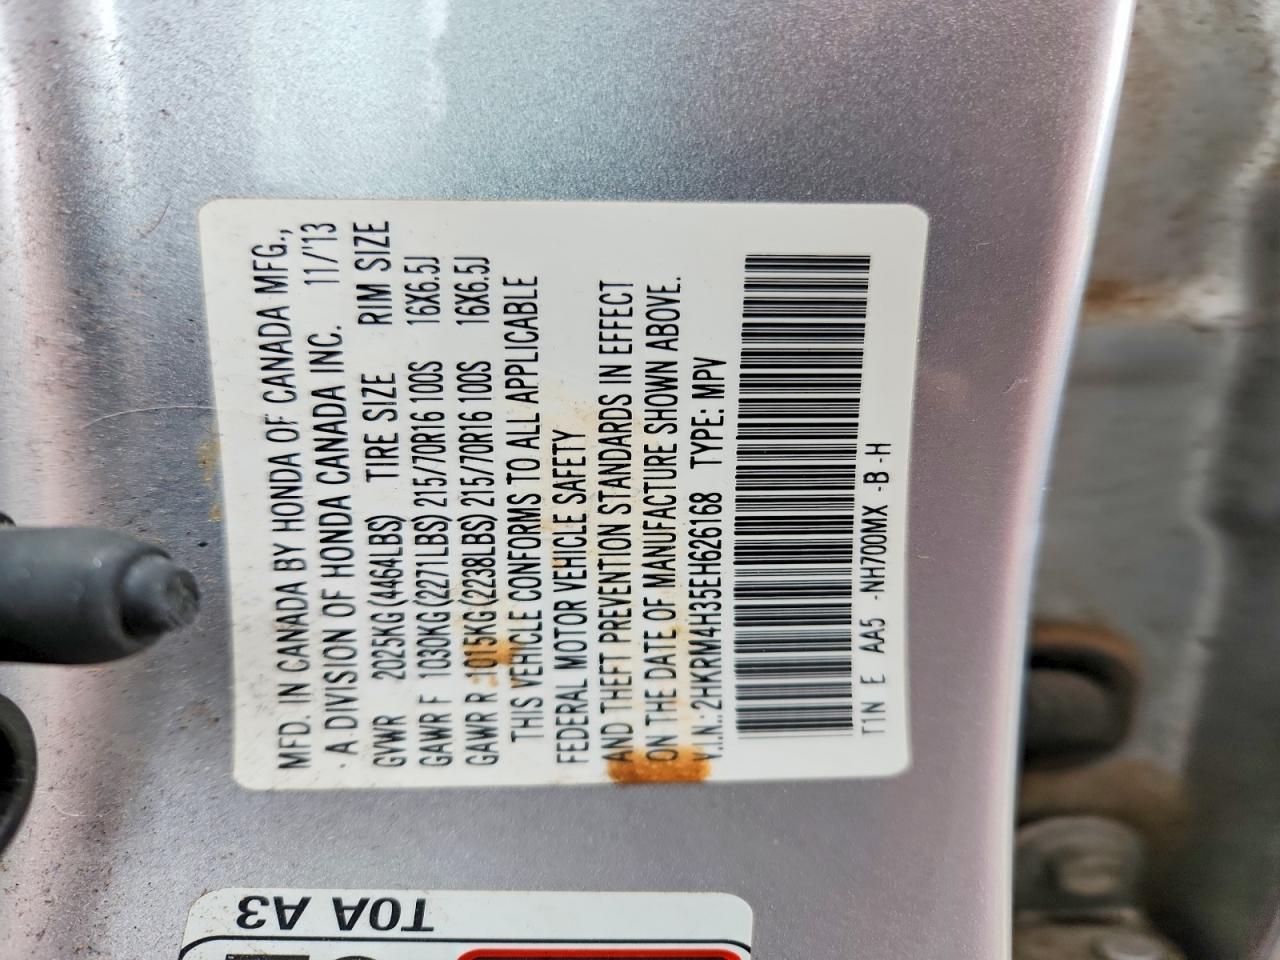 MFD. IN CANADA BY HONDA OF CANADA MFG.,
A DIVISION OF HONDA CANADA INC. 11/'13
GVWR 2025KG(4464LBS) TIRE SIZE RIM SIZE
GAWR F 1030KG(2271LBS) 215/70R16 100S 16X6.5J
GAWR R 1015KG(2238LBS) 215/70R16 100S 16X6.5J
THIS VEHICLE CONFORMS TO ALL APPLICABLE
FEDERAL MOTOR VEHICLE SAFETY
AND THEFT PREVENTION STANDARDS IN EFFECT
ON THE DATE OF MANUFACTURE SHOWN ABOVE.
V.I.N.:2HKRM4H35EH626168 TYPE: MPV
T1N E AA5 -NH700MX -B -H
T0A A3